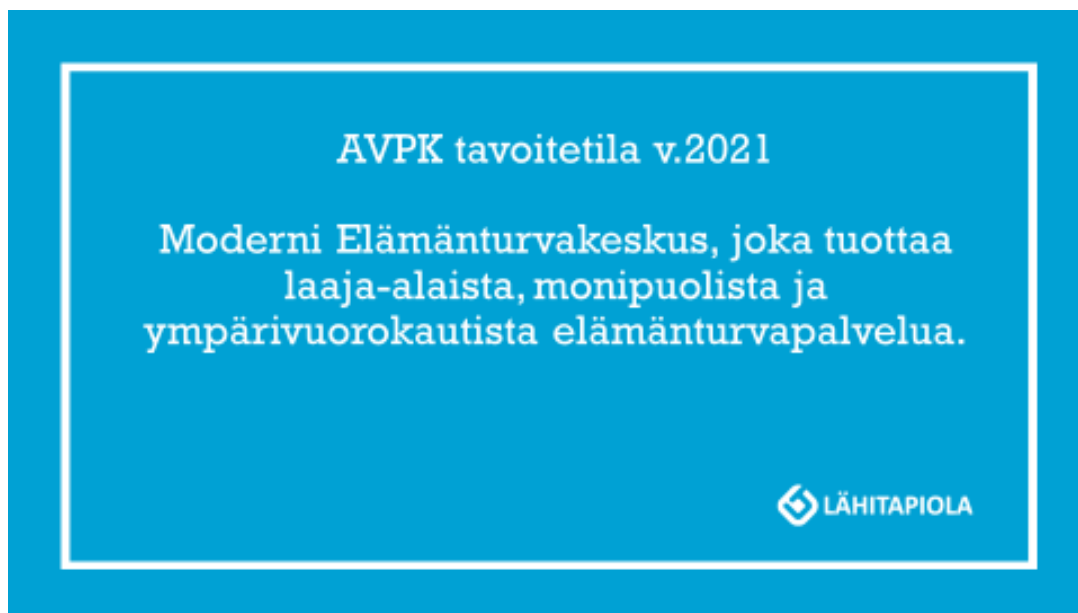 AVPK tavoitetila v.2021
Moderni Elämänturvakeskus, joka tuottaa
laaja-alaista, monipuolista ja
ympärivuorokautista elämänturvapalvelua.
LÄHITAPIOLA